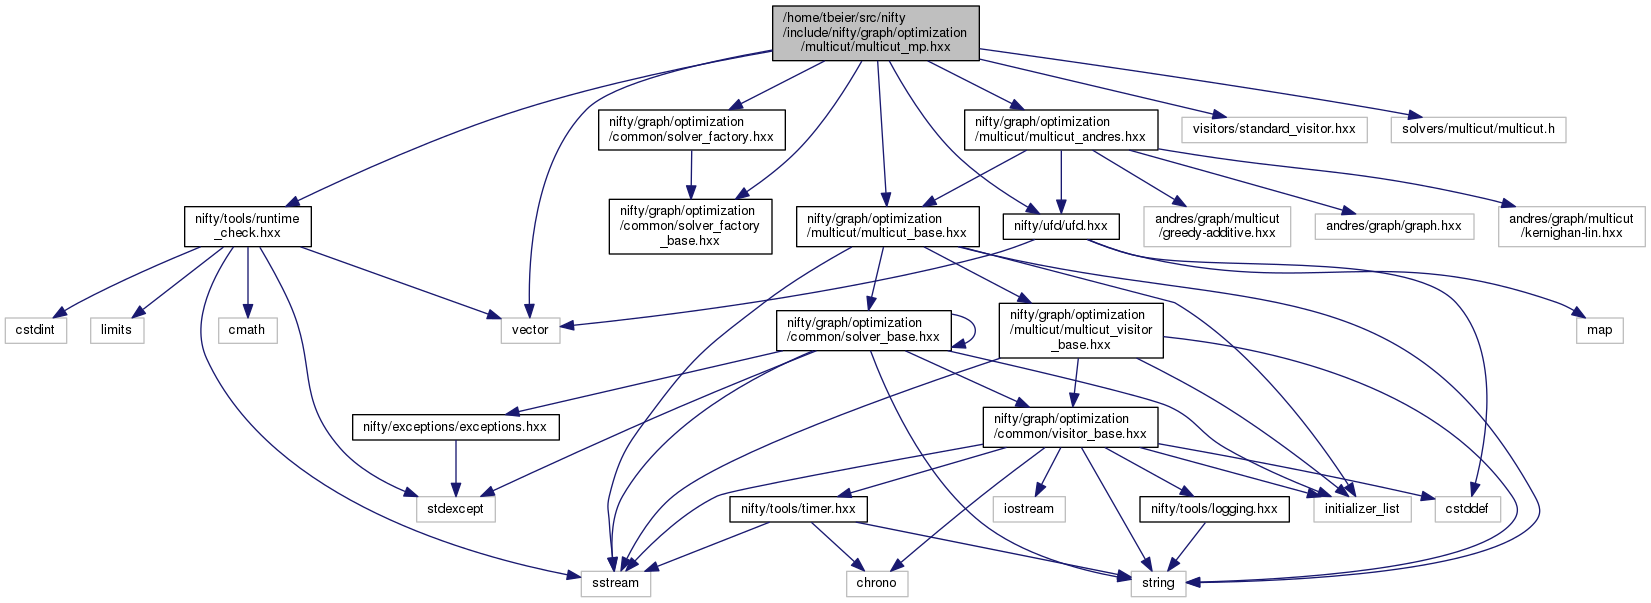 /home/tbeier/src/nifty
/include/nifty/graph/optimization
/multicut/multicut_mp.hxx
nifty/graph/optimization
/common/solver_factory.hxx
nifty/graph/optimization
/multicut/multicut_andres.hxx
visitors/standard_visitor.hxx
solvers/multicut/multicut.h
nifty/tools/runtime
_check.hxx
nifty/graph/optimization
/common/solver_factory
_base.hxx
nifty/graph/optimization
/multicut/multicut_base.hxx
nifty/ufd/ufd.hxx
andres/graph/multicut
/greedy-additive.hxx
andres/graph/graph.hxx
andres/graph/multicut
/kernighan-lin.hxx
cstdint
limits
cmath
vector
nifty/graph/optimization
/common/solver_base.hxx
nifty/graph/optimization
/multicut/multicut_visitor
_base.hxx
map
nifty/exceptions/exceptions.hxx
nifty/graph/optimization
/common/visitor_base.hxx
stdexcept
nifty/tools/timer.hxx
iostream
nifty/tools/logging.hxx
initializer_list
cstddef
sstream
chrono
string